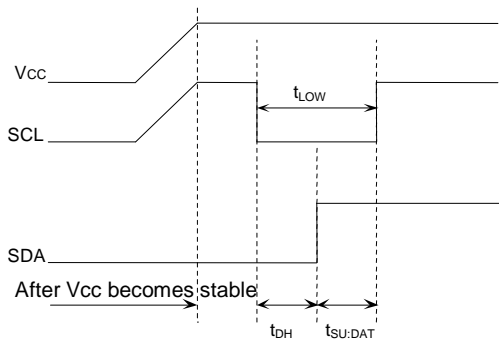 VCC
tLOW
SCL
SDA
After Vcc becomes stable
tDH
tSU:DAT